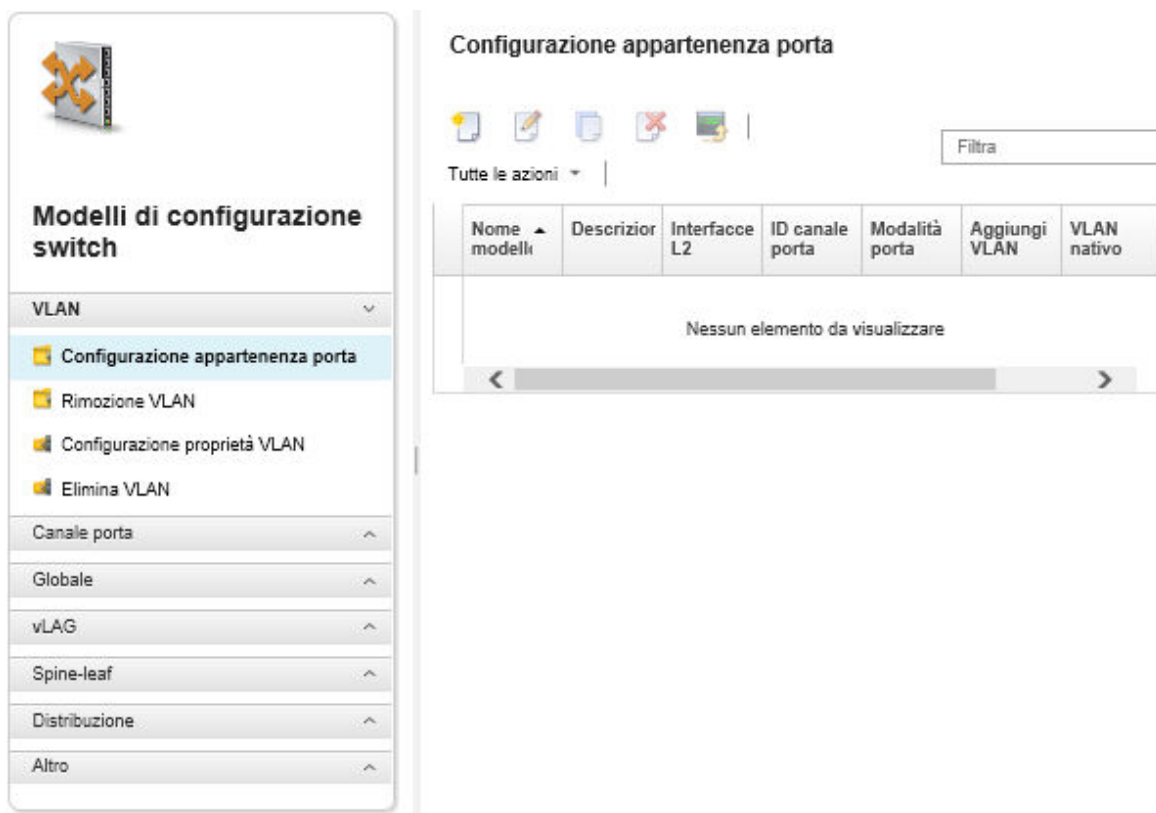 Modelli di configurazione
switch
VLAN
Configurazione appartenenza porta
Rimozione VLAN
Configurazione proprietà VLAN
Elimina VLAN
Canale porta
Globale
vLAG
Spine-leaf
Distribuzione
Altro
Configurazione appartenenza porta
Tutte le azioni
Filtra
Nome
modello
Descrizior
Interfacce
L2
ID canale
porta
Modalità
porta
Aggiungi
VLAN
VLAN
nativo
Nessun elemento da visualizzare